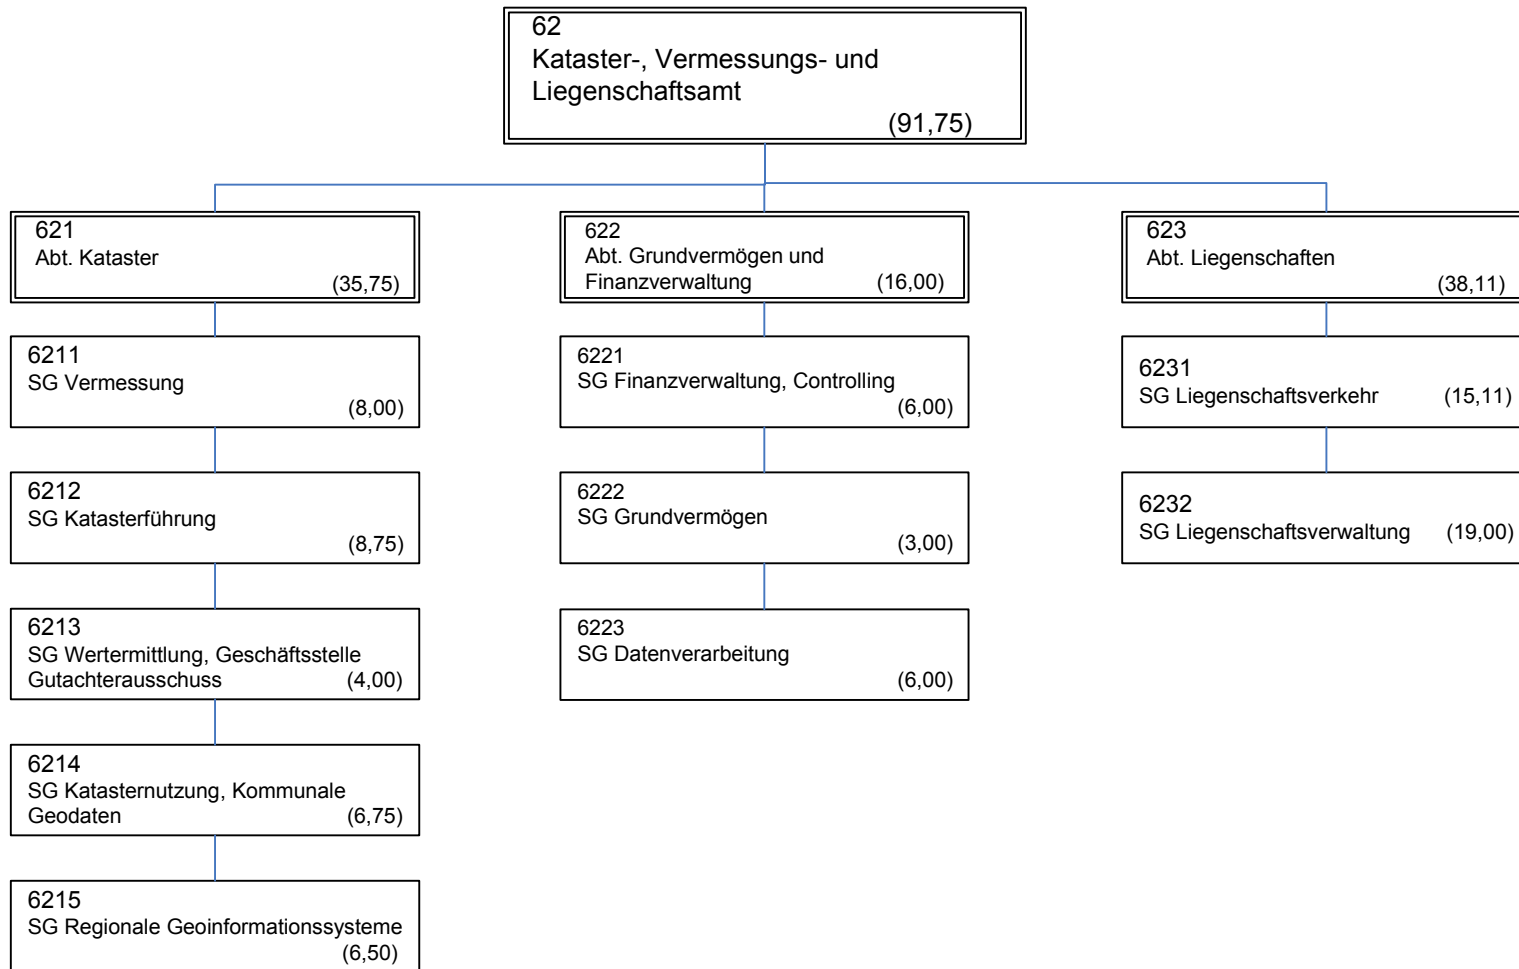 62
Kataster-, Vermessungs- und
Liegenschaftsamt
(91,75)
621
Abt. Kataster
(35,75)
6211
SG Vermessung
(8,00)
6212
SG Katasterführung
(8,75)
6213
SG Wertermittlung, Geschäftsstelle
Gutachterausschuss (4,00)
6214
SG Katasternutzung, Kommunale
Geodaten (6,75)
6215
SG Regionale Geoinformationssysteme
(6,50)
622
Abt. Grundvermögen und
Finanzverwaltung (16,00)
6221
SG Finanzverwaltung, Controlling
(6,00)
6222
SG Grundvermögen
(3,00)
6223
SG Datenverarbeitung
(6,00)
623
Abt. Liegenschaften
(38,11)
6231
SG Liegenschaftsverkehr (15,11)
6232
SG Liegenschaftsverwaltung (19,00)